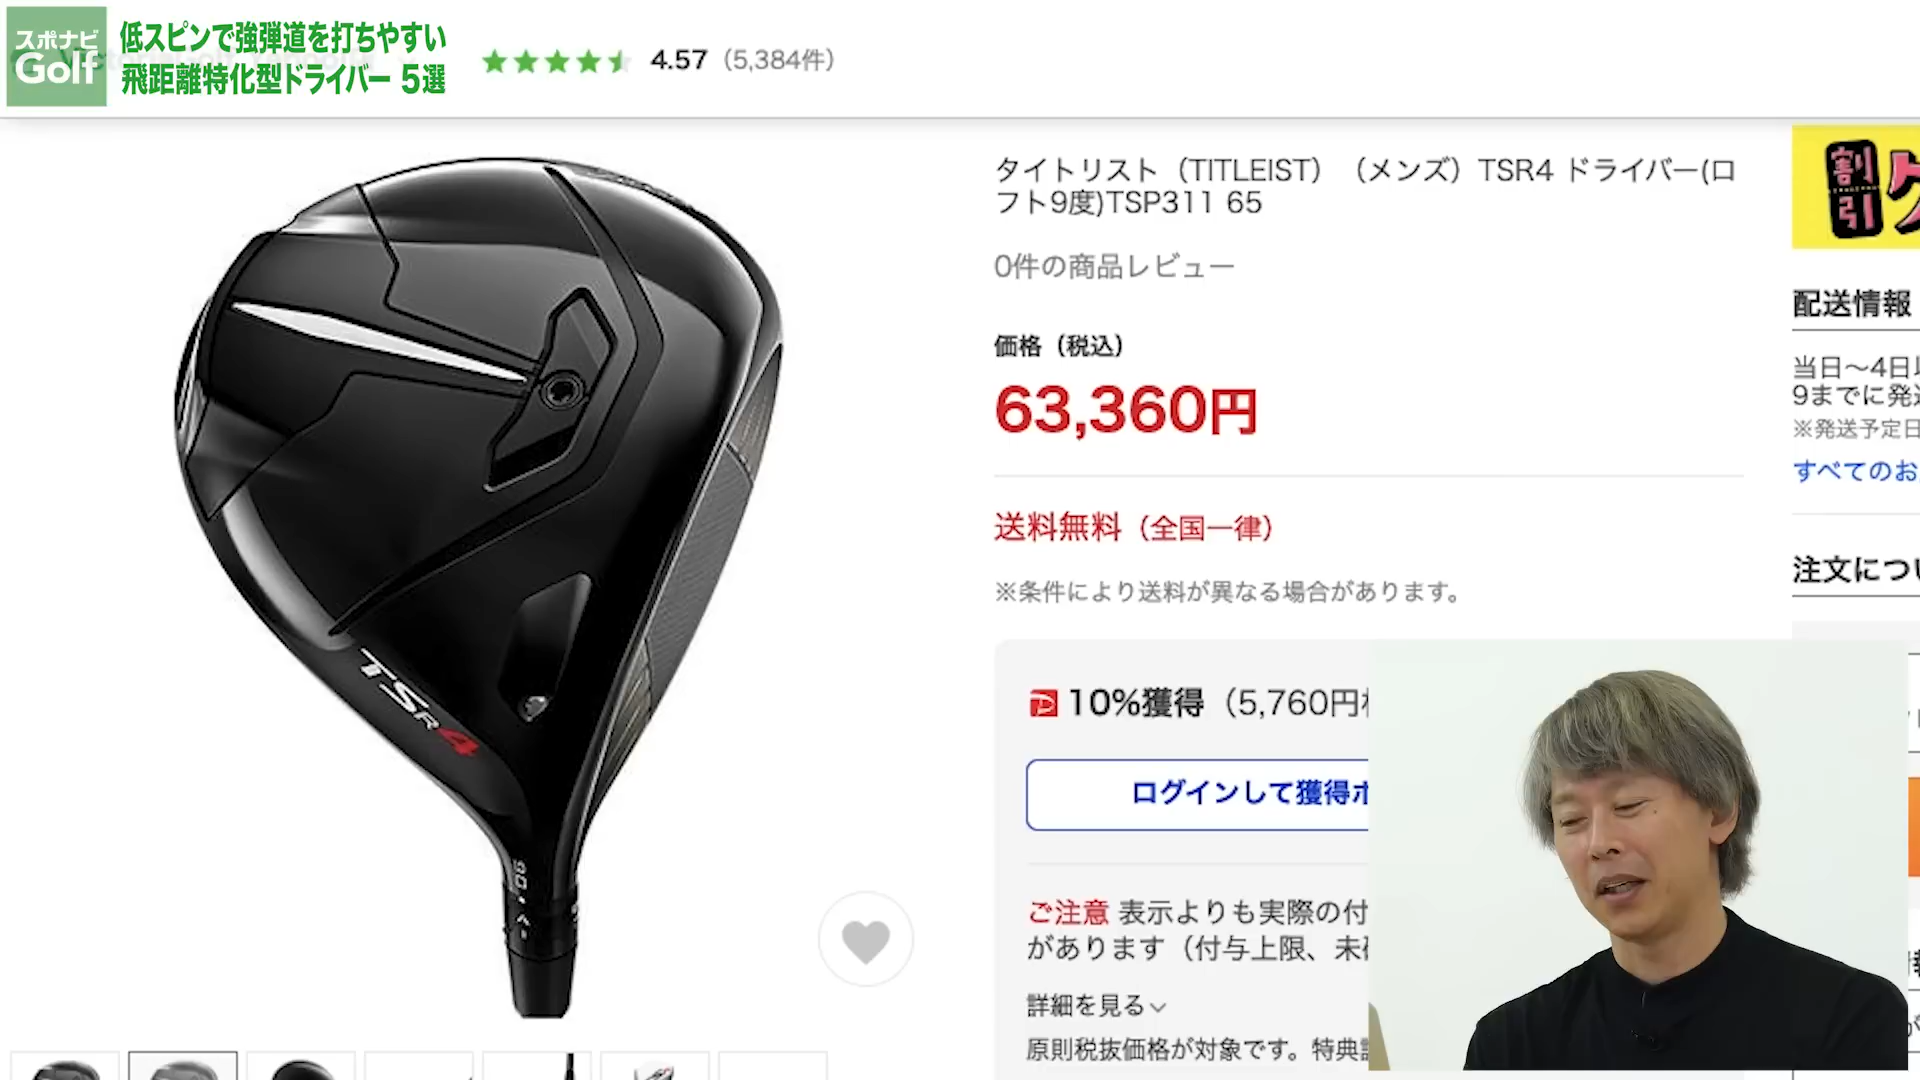 スポナビ
Golf
低スピンで強弾道を打ちやすい
飛距離特化型ドライバー 5選
4.57 (5,384件)
タイトリスト（TITLEIST）（メンズ）TSR4 ドライバー(ロ
フト9度)TSP311 65
0件の商品レビュー
価格（税込）
63,360円
送料無料（全国一律）
※条件により送料が異なる場合があります。
10%獲得（5,760円
ログインして獲得
ご注意 表示よりも実際の付
があります（付与上限、未
詳細を見る
原則税抜価格が対象です。特典
割引
配送情報
当日〜4日
9までに発
※発送予定日
すべてのお
注文につい
TSR4